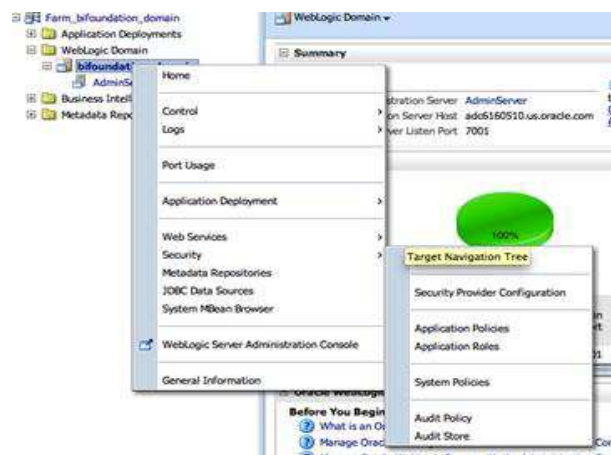 Farm_bifoundation_domain
Application Deployments
WebLogic Domain
bifoundat
AdminSe
Business Intell
Metadata Repo
WebLogic Domain
Summary
stration Server AdminServer
on Server Host adc6160510.us.oracle.com
ver Listen Port 7001
100%
Home
Control
Logs
Port Usage
Application Deployment
Web Services
Security
Metadata Repositories
JDBC Data Sources
System MBean Browser
WebLogic Server Administration Console
General Information
Target Navigation Tree
Security Provider Configuration
Application Policies
Application Roles
System Policies
Audit Policy
Audit Store
Before You Begin
What is an Or
Manage Orac